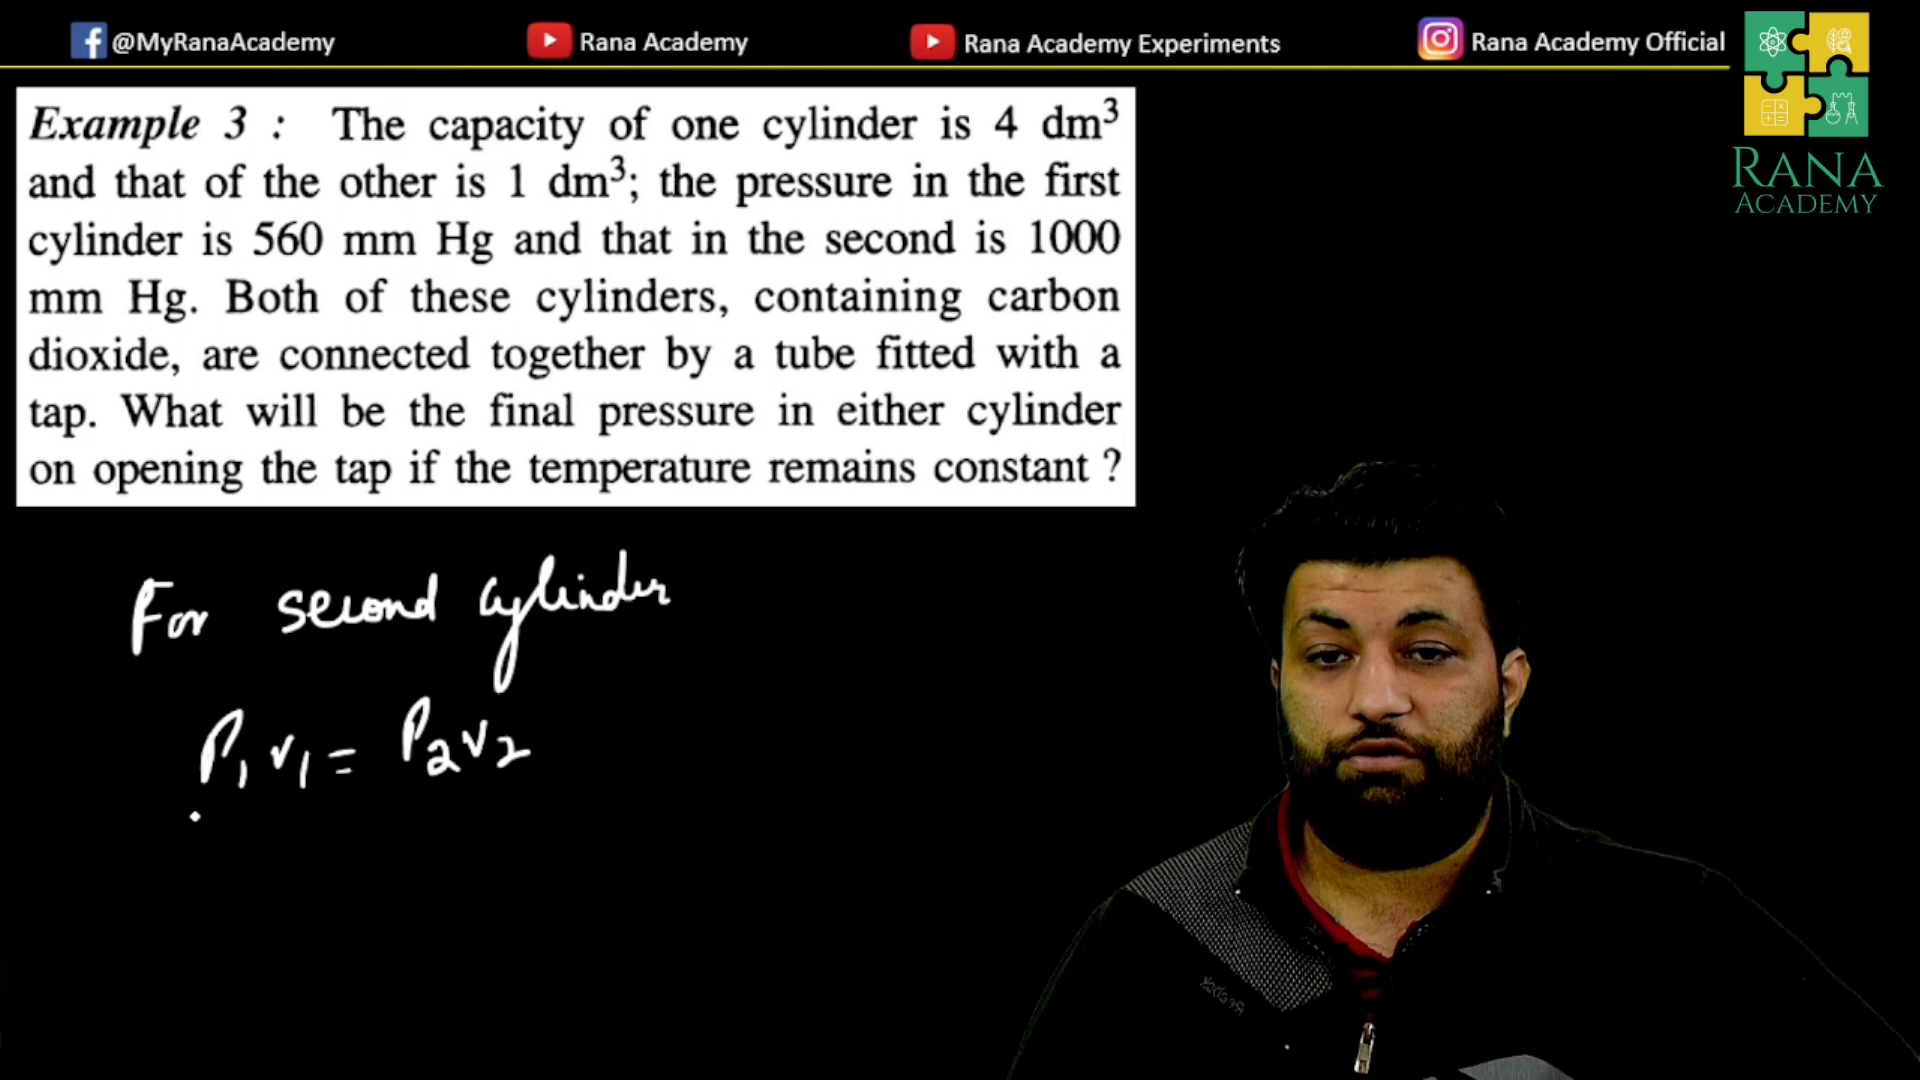 @MyRanaAcademy
Rana Academy
Rana Academy Experiments
Rana Academy Official
RANA
ACADEMY
Example 3 : The capacity of one cylinder is 4 dm³
and that of the other is 1 dm³; the pressure in the first
cylinder is 560 mm Hg and that in the second is 1000
mm Hg. Both of these cylinders, containing carbon
dioxide, are connected together by a tube fitted with a
tap. What will be the final pressure in either cylinder
on opening the tap if the temperature remains constant ?
For second cylinder
P₁V₁ = P₂V₂
Reebok